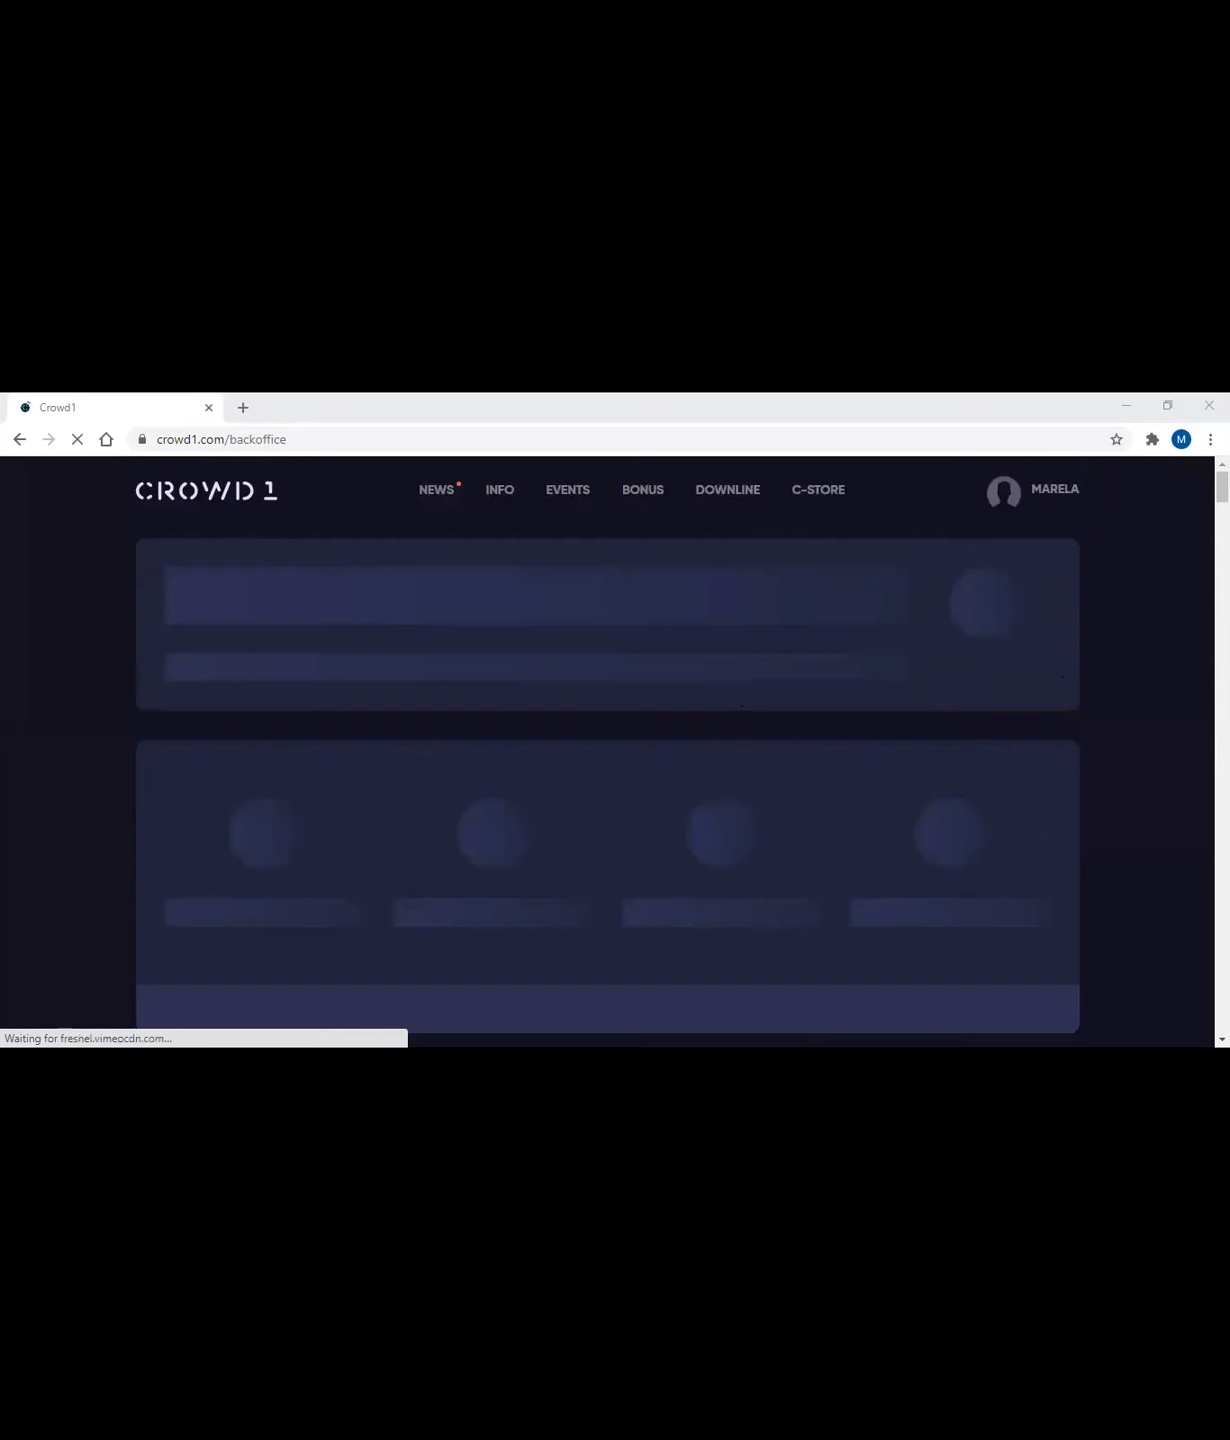 Crowd1
crowd1.com/backoffice
M
CROWD 1
NEWS INFO EVENTS BONUS DOWNLINE C-STORE
MARELA
Waiting for fresnel.vimeocdn.com...